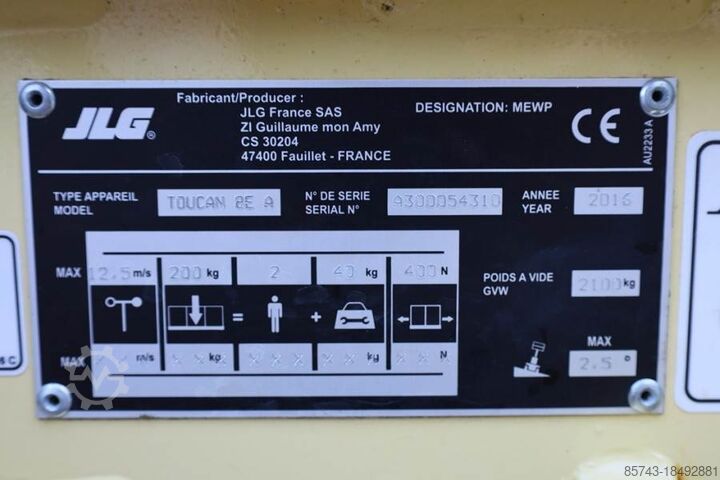 JLG®
Fabricant/Producer :
JLG France SAS
ZI Guillaume mon Amy
CS 30204
47400 Fauillet - FRANCE
DESIGNATION: MEWP
CE
AU2233 A
TYPE APPAREIL
MODEL
TOUCAN 8E A
N° DE SERIE
SERIAL N°
A300054310
ANNEE
YEAR
2016
MAX 12.5 m/s 200 kg 2 40 kg 400 N
= +
POIDS A VIDE
GVW
2100 kg
MAX
2.5 °
MAX m/s X X kg X X X X X kg X X X N
85743-18492881